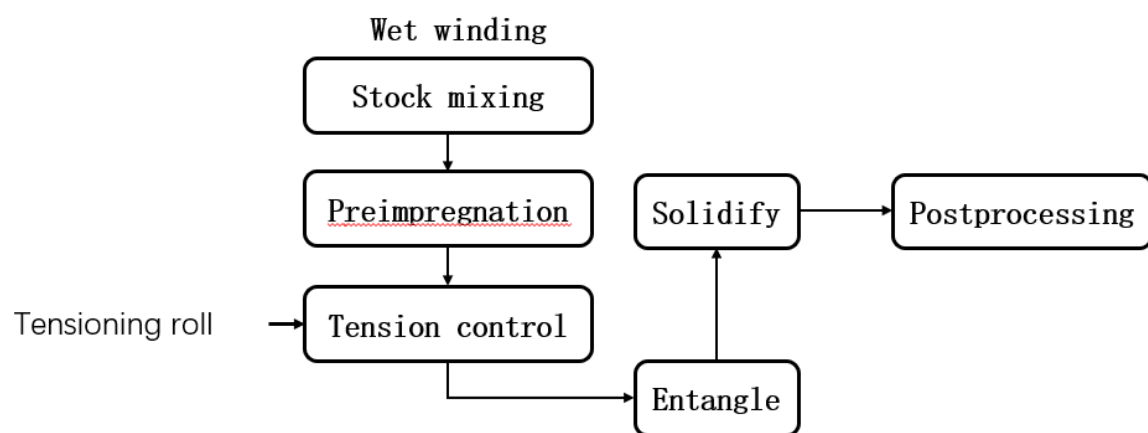 Wet winding
Stock mixing
Preimpregnation
Solidify
Postprocessing
Tensioning roll
Tension control
Entangle